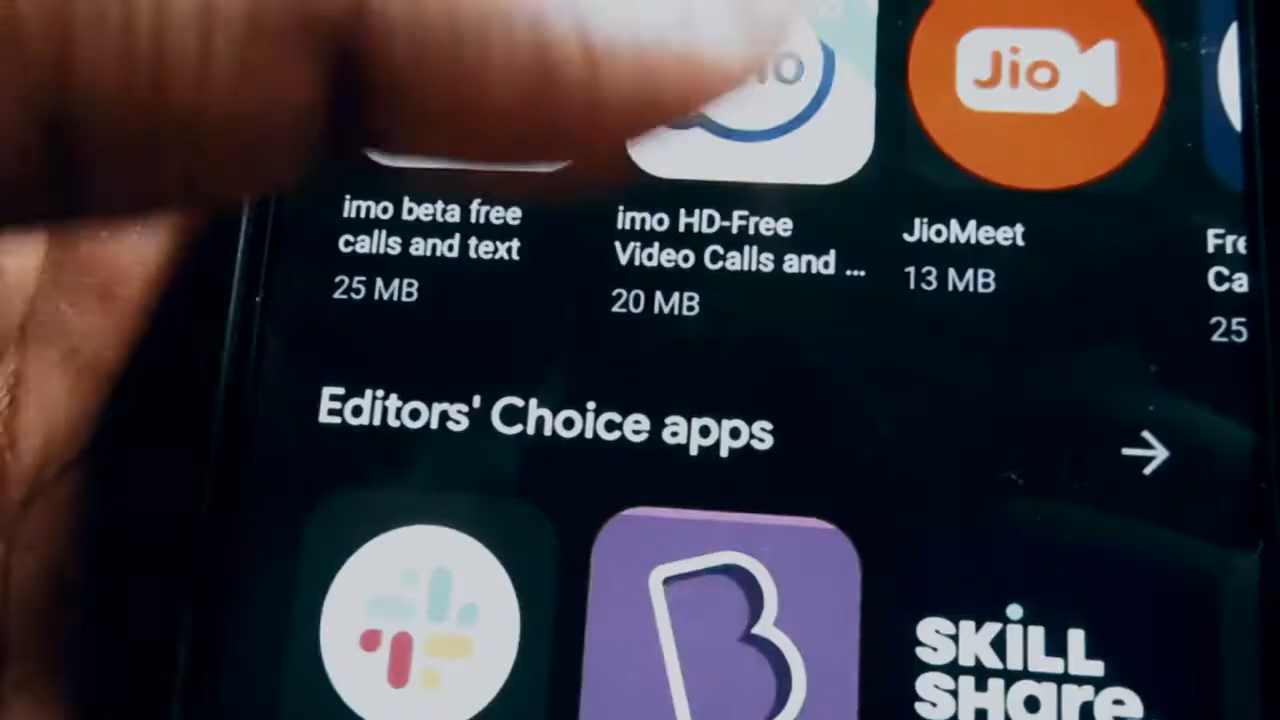 Jio
imo beta free
calls and text
25 MB
imo HD-Free
Video Calls and ...
20 MB
JioMeet
13 MB
25
Editors' Choice apps
B
SKILL
SHare